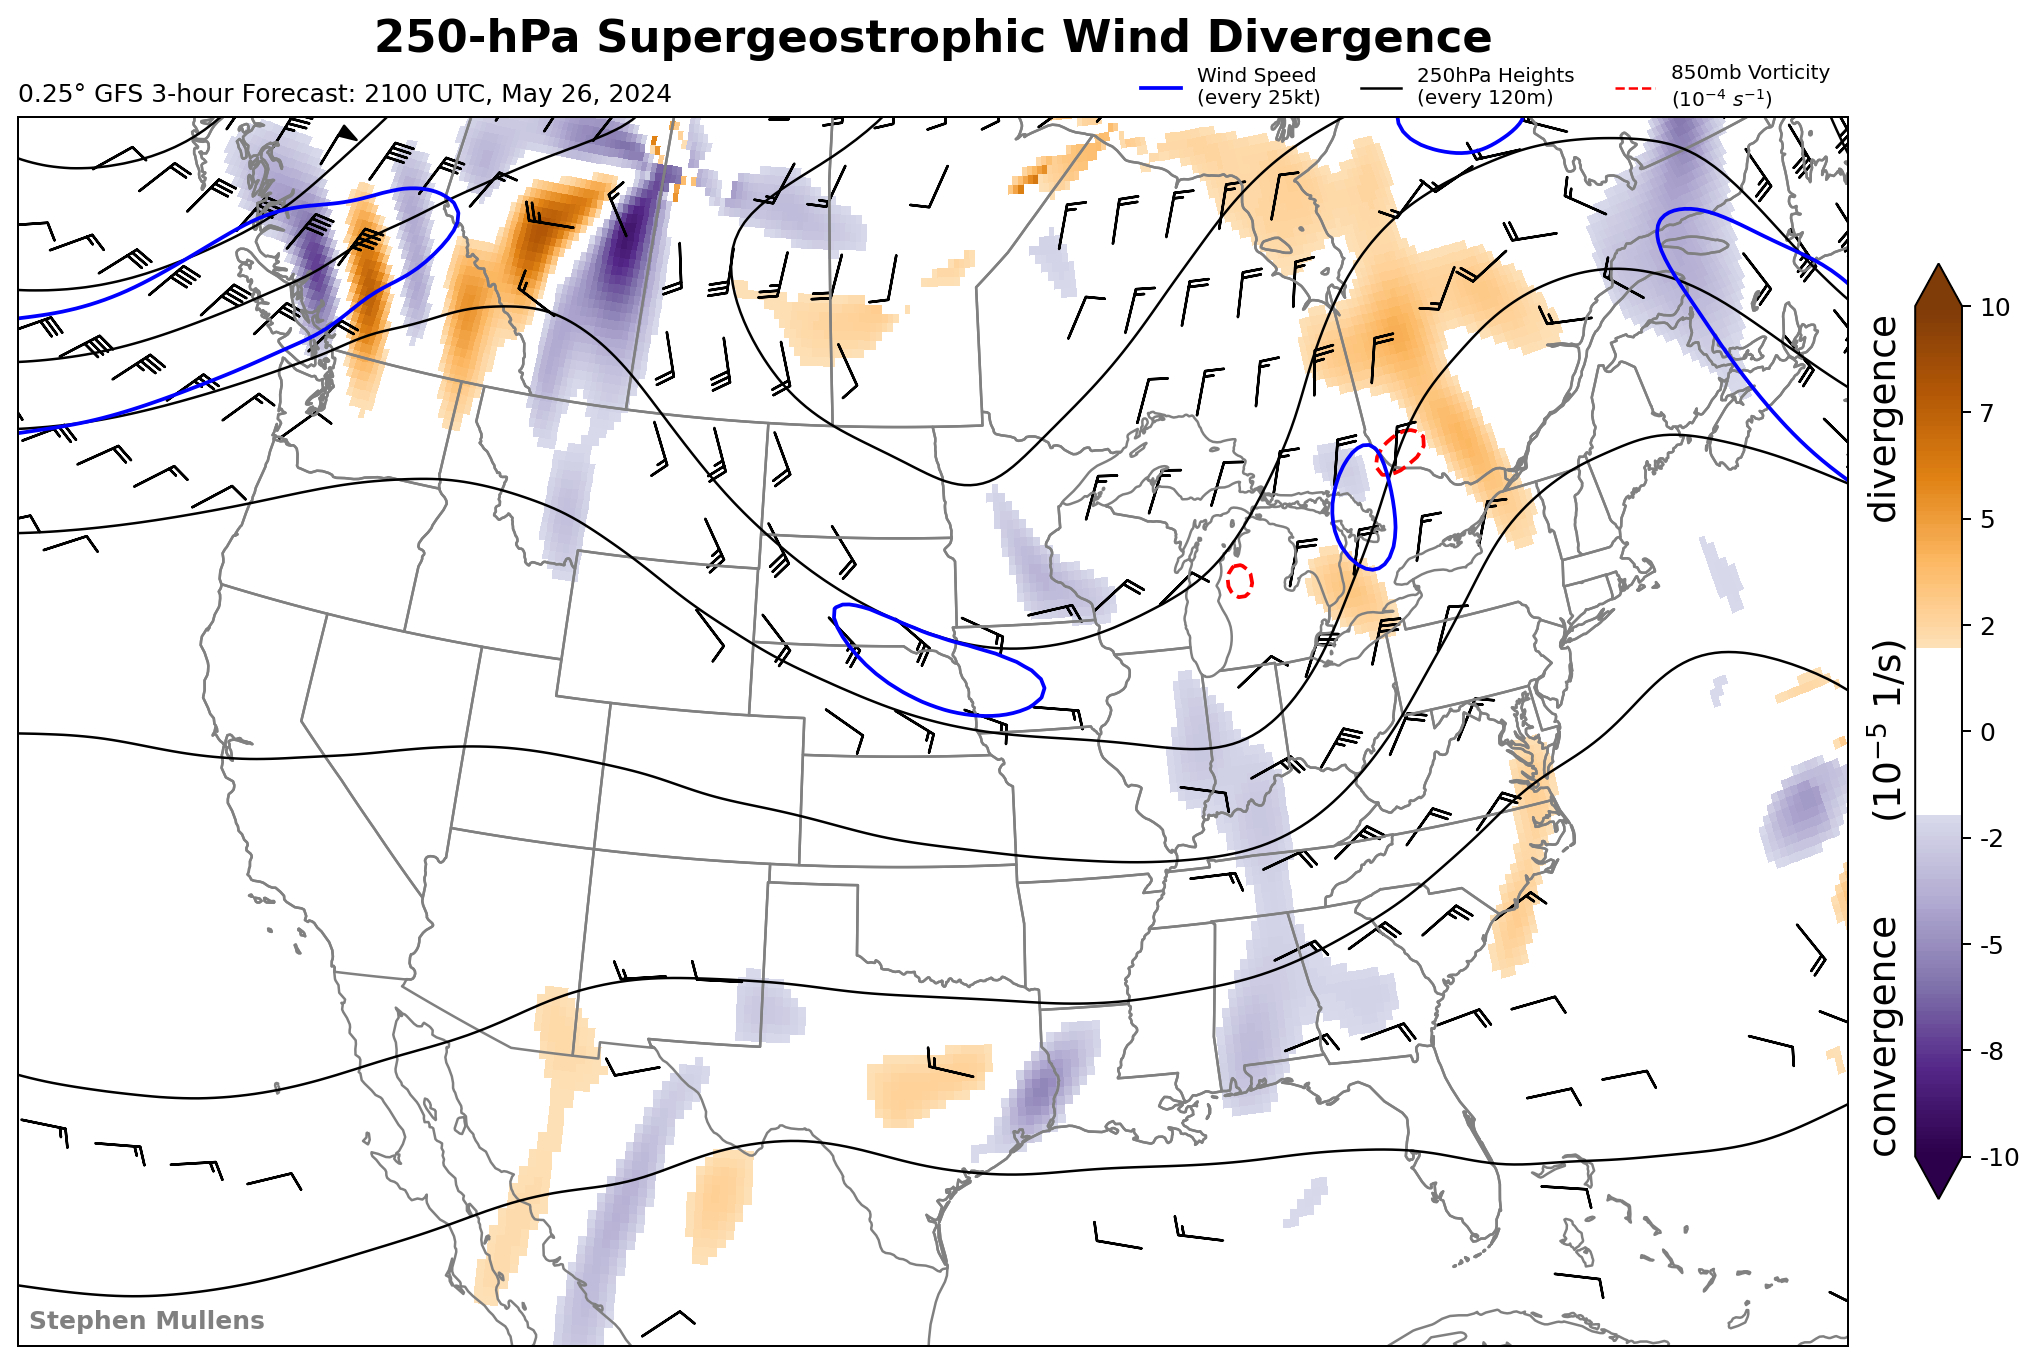 250-hPa Supergeostrophic Wind Divergence
0.25° GFS 3-hour Forecast: 2100 UTC, May 26, 2024
Wind Speed
(every 25kt)
250hPa Heights
(every 120m)
850mb Vorticity
(10⁻⁴ s⁻¹)
10
7
5
2
0
-2
-5
-8
-10
convergence (10⁻⁵ 1/s) divergence
Stephen Mullens